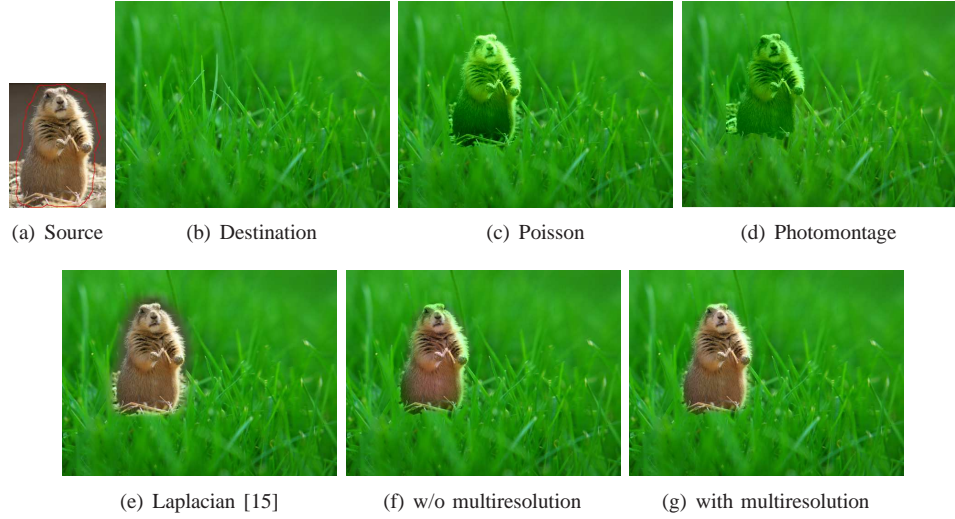 (a) Source
(b) Destination
(c) Poisson
(d) Photomontage
(e) Laplacian [15]
(f) w/o multiresolution
(g) with multiresolution